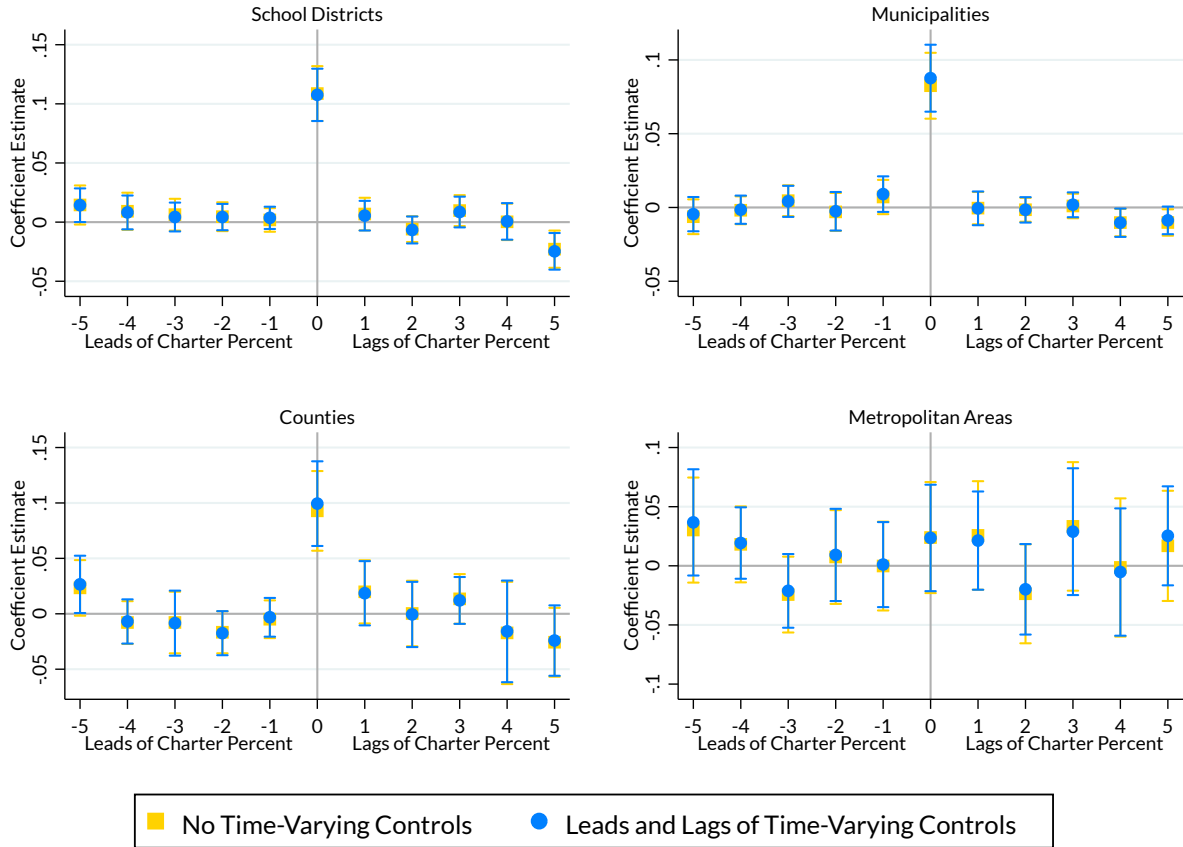 School Districts
Coefficient Estimate
.15
.1
.05
0
-.05
-5 -4 -3 -2 -1 0 1 2 3 4 5
Leads of Charter Percent Lags of Charter Percent
Municipalities
Coefficient Estimate
.1
.05
0
-.05
-5 -4 -3 -2 -1 0 1 2 3 4 5
Leads of Charter Percent Lags of Charter Percent
Counties
Coefficient Estimate
.15
.1
.05
0
-.05
-5 -4 -3 -2 -1 0 1 2 3 4 5
Leads of Charter Percent Lags of Charter Percent
Metropolitan Areas
Coefficient Estimate
.1
.05
0
-.05
-.1
-5 -4 -3 -2 -1 0 1 2 3 4 5
Leads of Charter Percent Lags of Charter Percent
No Time-Varying Controls Leads and Lags of Time-Varying Controls